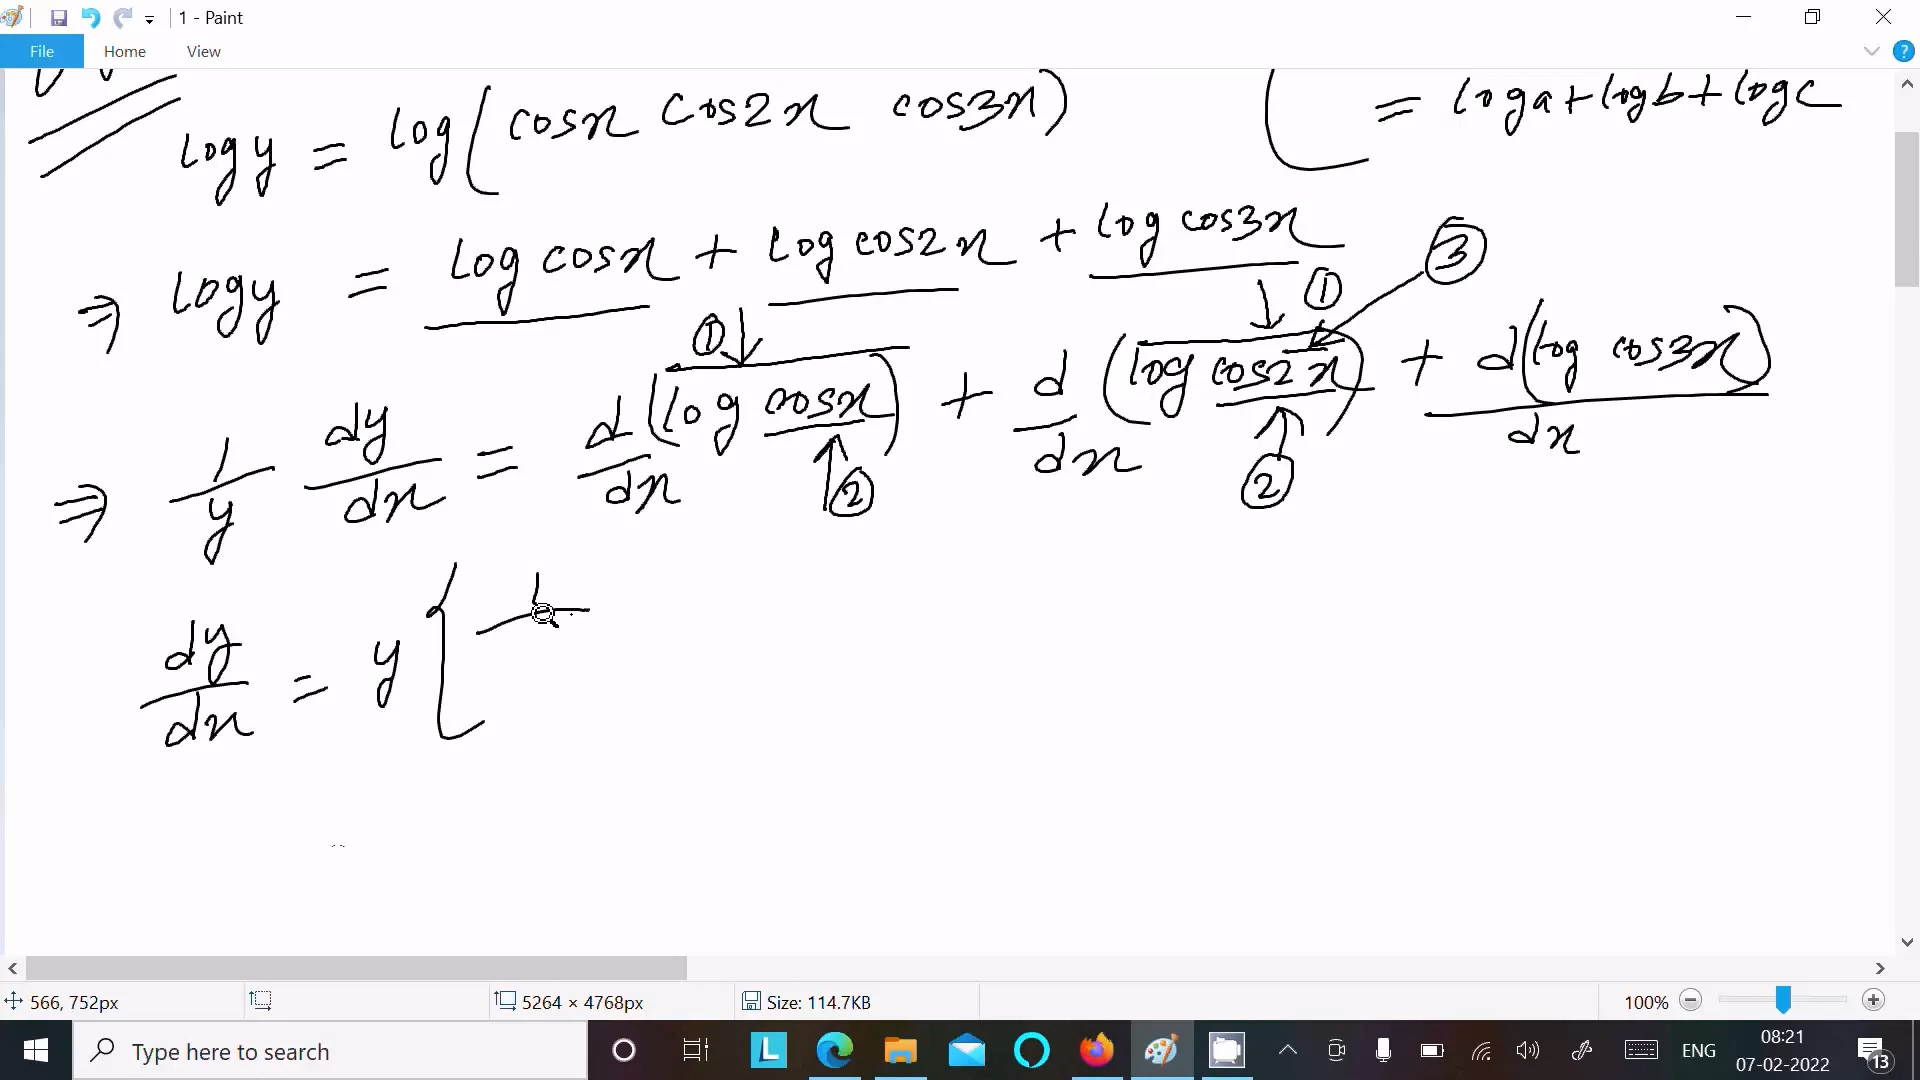 1 - Paint
File Home View
log y = log(cosx cos2x cos3x) = loga+logb+logc
⇒ log y = log cosx + log cos2x + log cos3x
③
① ①
⇒ 1/y dy/dx = d/dx (log cosx) + d/dx (log cos2x) + d(log cos3x)/dx
② ②
dy/dx = y {
566, 752px 5264 × 4768px Size: 114.7KB 100%
Type here to search L ENG 08:21
07-02-2022 13